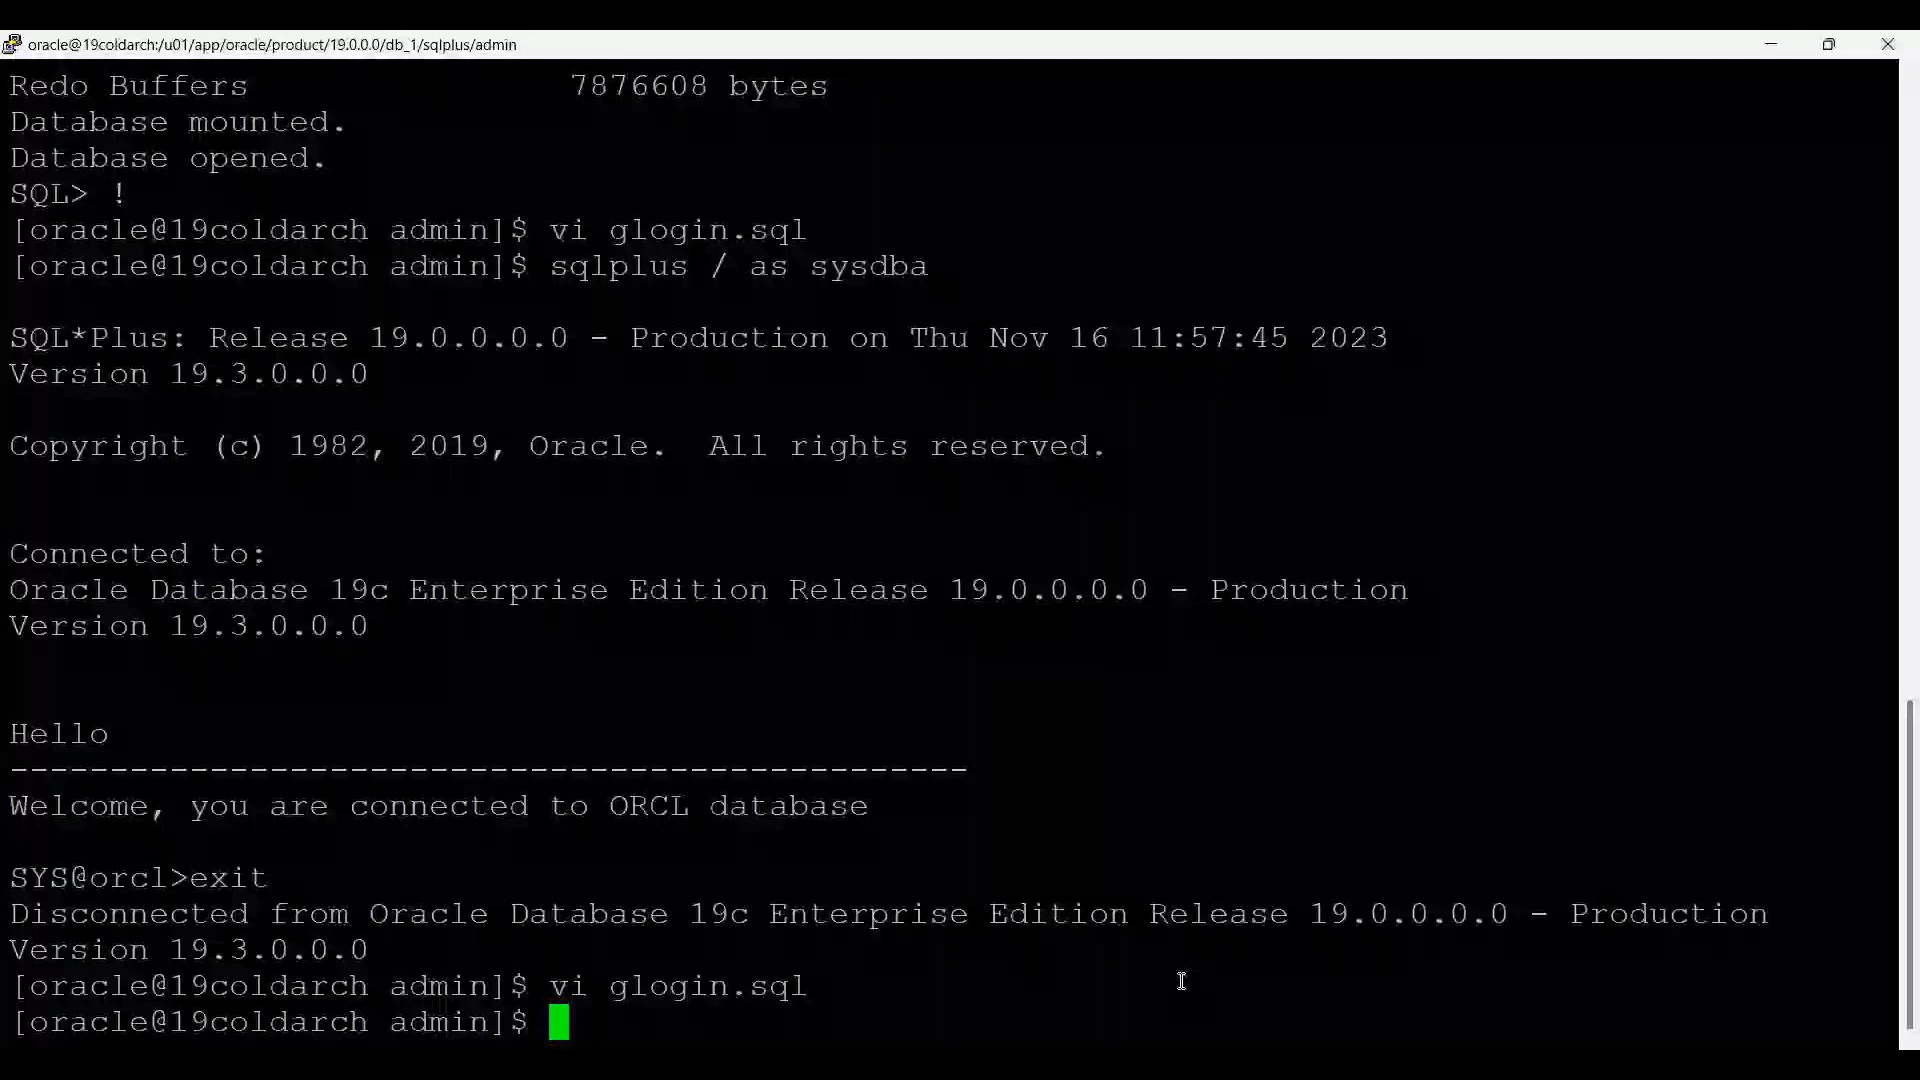 oracle@19coldarch:/u01/app/oracle/product/19.0.0.0/db_1/sqlplus/admin
Redo Buffers                7876608 bytes
Database mounted.
Database opened.
SQL> !
[oracle@19coldarch admin]$ vi glogin.sql
[oracle@19coldarch admin]$ sqlplus / as sysdba
SQL*Plus: Release 19.0.0.0.0 - Production on Thu Nov 16 11:57:45 2023
Version 19.3.0.0.0
Copyright (c) 1982, 2019, Oracle.  All rights reserved.
Connected to:
Oracle Database 19c Enterprise Edition Release 19.0.0.0.0 - Production
Version 19.3.0.0.0
Hello
------------------------------------------------
Welcome, you are connected to ORCL database
SYS@orcl>exit
Disconnected from Oracle Database 19c Enterprise Edition Release 19.0.0.0.0 - Production
Version 19.3.0.0.0
[oracle@19coldarch admin]$ vi glogin.sql
[oracle@19coldarch admin]$